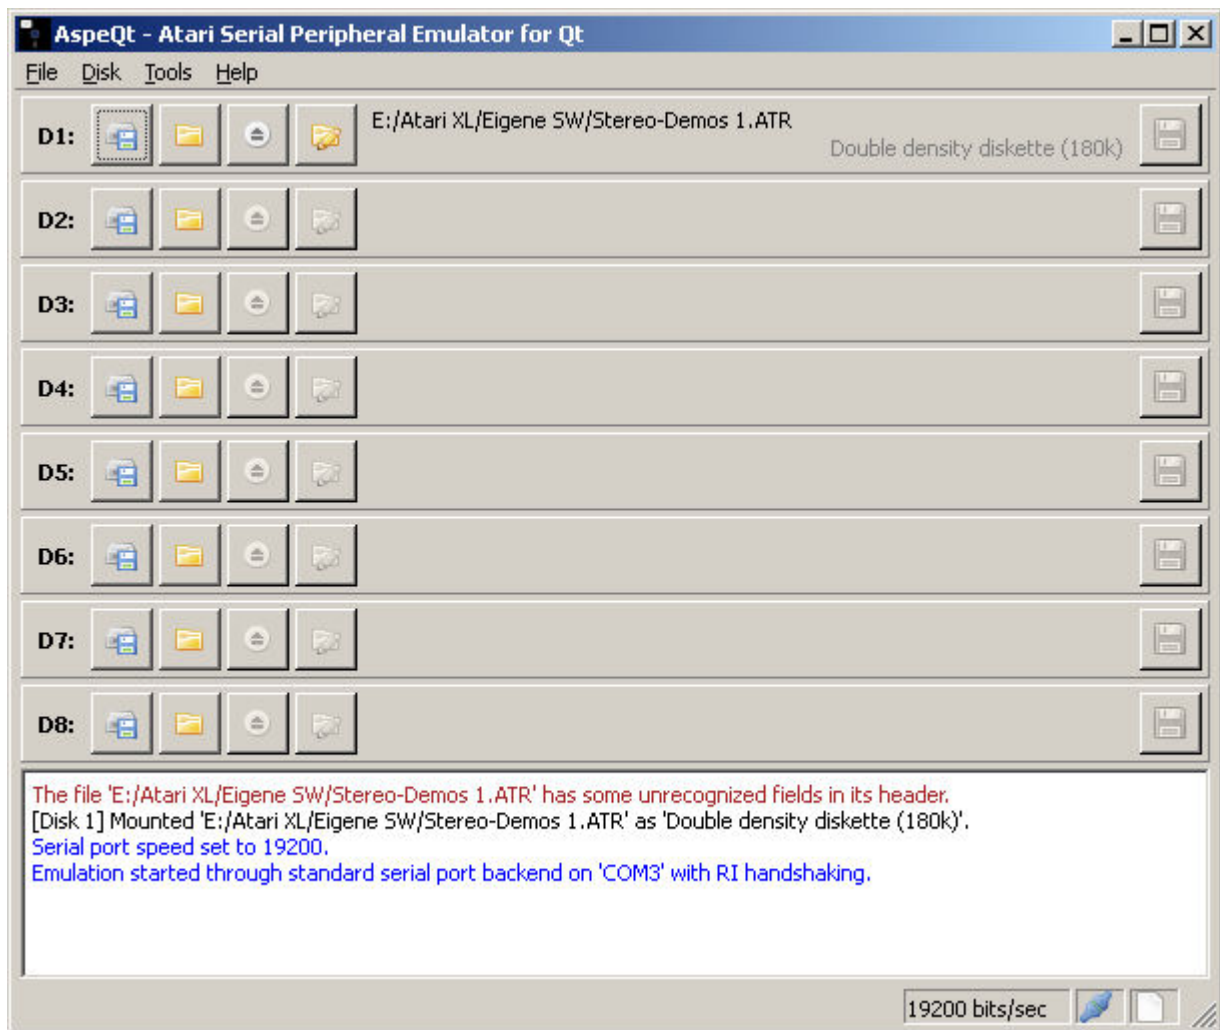 AspeQt - Atari Serial Peripheral Emulator for Qt
File Disk Tools Help
D1: E:/Atari XL/Eigene SW/Stereo-Demos 1.ATR
Double density diskette (180k)
D2:
D3:
D4:
D5:
D6:
D7:
D8:
The file 'E:/Atari XL/Eigene SW/Stereo-Demos 1.ATR' has some unrecognized fields in its header.
[Disk 1] Mounted 'E:/Atari XL/Eigene SW/Stereo-Demos 1.ATR' as 'Double density diskette (180k)'.
Serial port speed set to 19200.
Emulation started through standard serial port backend on 'COM3' with RI handshaking.
19200 bits/sec